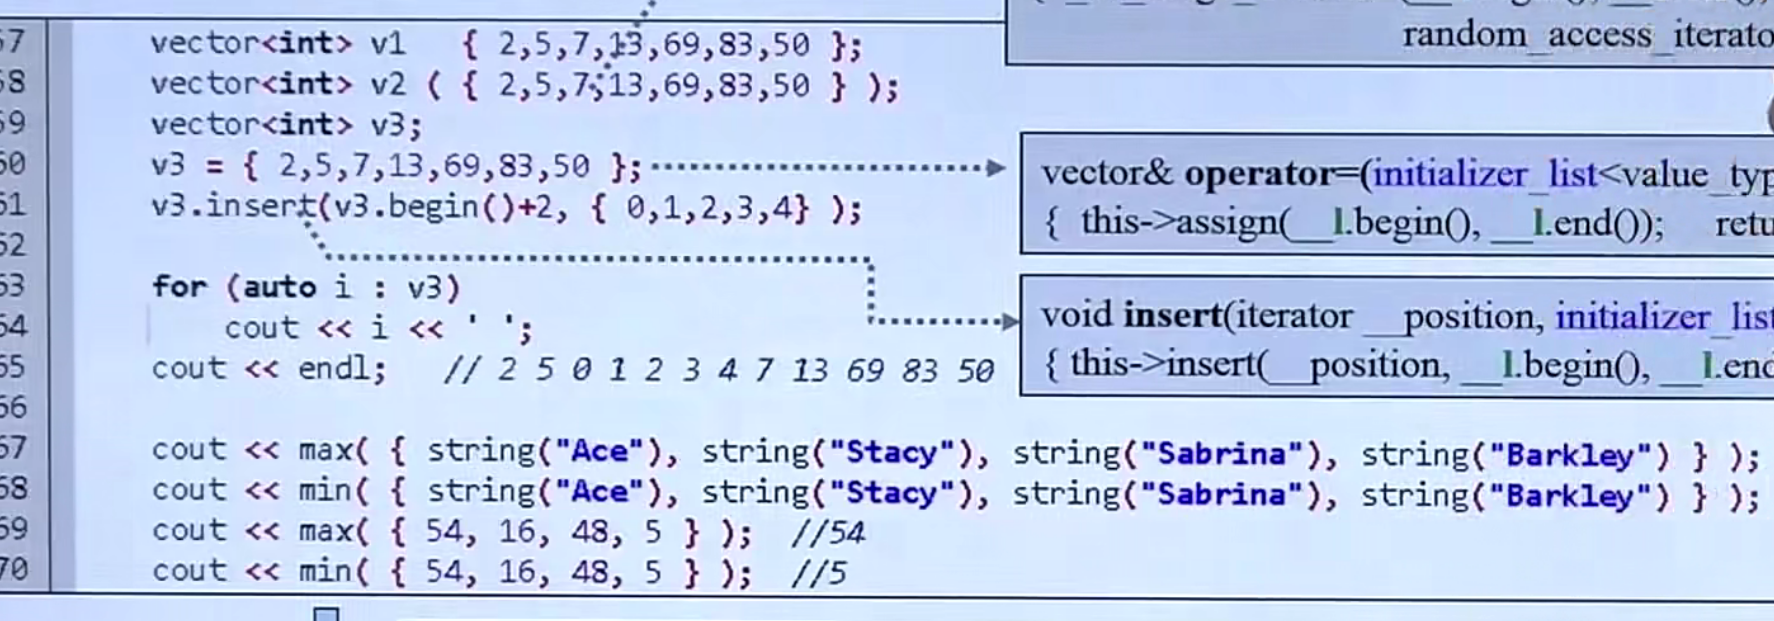 random_access_iterato
57 vector<int> v1 { 2,5,7,13,69,83,50 };
58 vector<int> v2 ( { 2,5,7,13,69,83,50 } );
59 vector<int> v3;
60 v3 = { 2,5,7,13,69,83,50 };
61 v3.insert(v3.begin()+2, { 0,1,2,3,4} );
62
63 for (auto i : v3)
64 cout << i << ' ';
65 cout << endl; // 2 5 0 1 2 3 4 7 13 69 83 50
66
67 cout << max( { string("Ace"), string("Stacy"), string("Sabrina"), string("Barkley") } );
68 cout << min( { string("Ace"), string("Stacy"), string("Sabrina"), string("Barkley") } );
69 cout << max( { 54, 16, 48, 5 } ); //54
70 cout << min( { 54, 16, 48, 5 } ); //5
vector& operator=(initializer_list<value_typ
{ this->assign(__l.begin(), __l.end()); retu
void insert(iterator __position, initializer_list
{ this->insert(__position, __l.begin(), __l.end